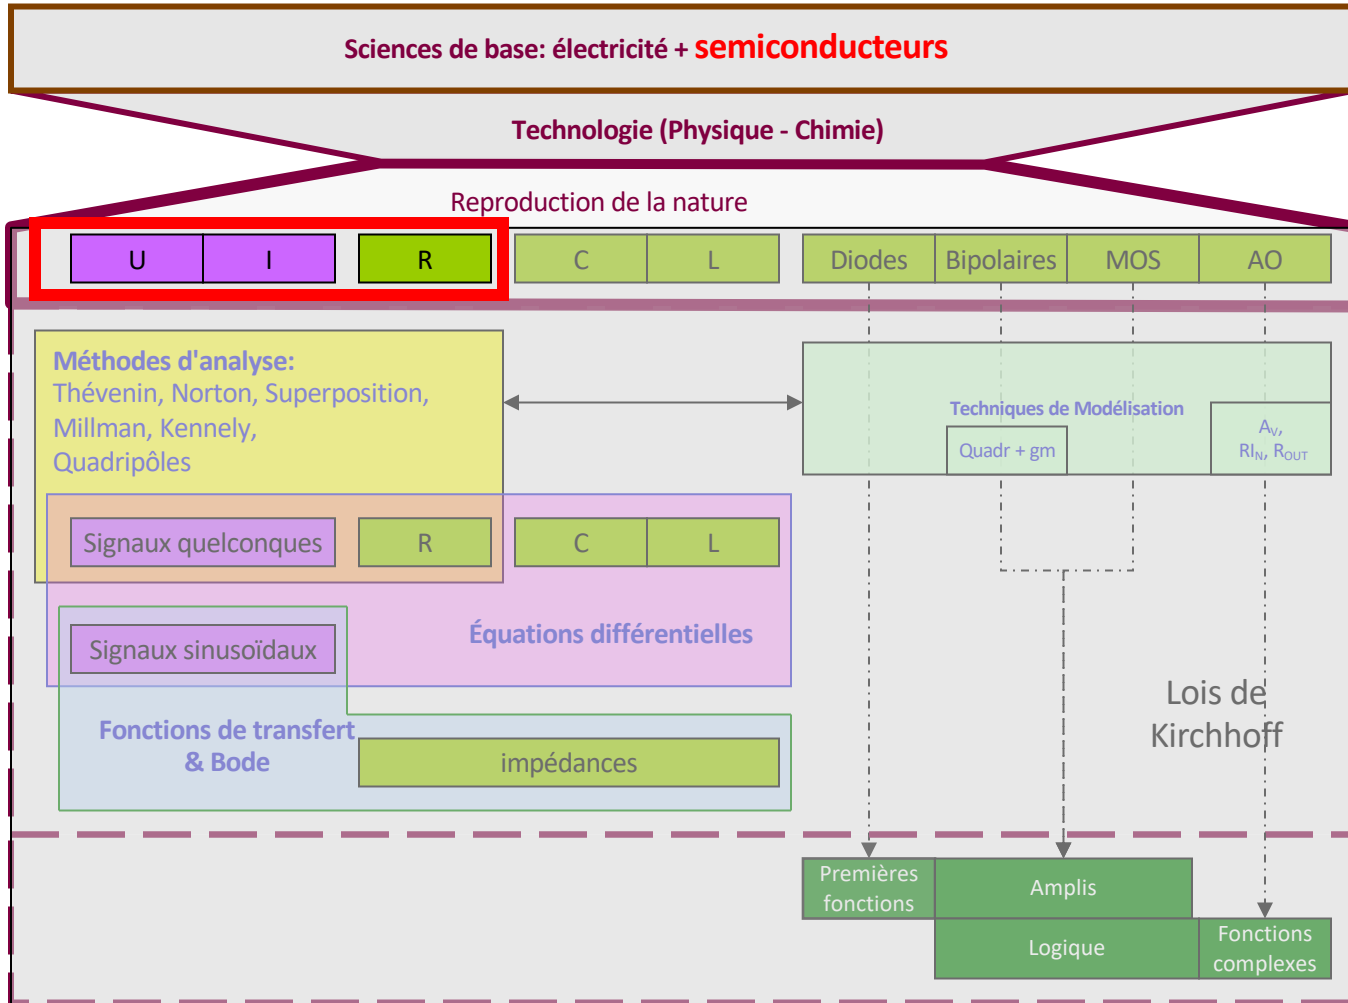 Sciences de base: électricité + semiconducteurs
Technologie (Physique - Chimie)
Reproduction de la nature
U I R C L Diodes Bipolaires MOS AO
Méthodes d'analyse:
Thévenin, Norton, Superposition,
Millman, Kennely,
Quadripôles
Techniques de Modélisation
Quadr + gm
AV,
RIN, ROUT
Signaux quelconques R C L
Équations différentielles
Signaux sinusoïdaux
Fonctions de transfert
& Bode
impédances
Lois de
Kirchhoff
Premières
fonctions
Amplis
Logique
Fonctions
complexes